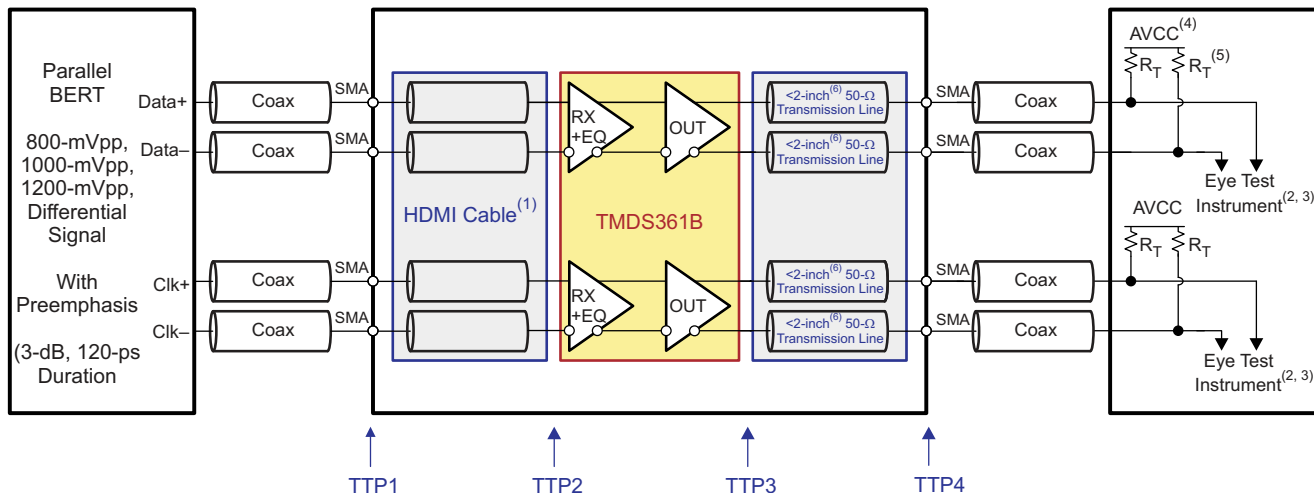 Parallel
BERT
800-mVpp,
1000-mVpp,
1200-mVpp,
Differential
Signal
With
Preemphasis
(3-dB, 120-ps
Duration
Data+
Data–
Clk+
Clk–
Coax
Coax
Coax
Coax
SMA
SMA
SMA
SMA
HDMI Cable(1)
RX
+EQ
OUT
TMDS361B
RX
+EQ
OUT
<2-inch(6) 50-Ω
Transmission Line
<2-inch(6) 50-Ω
Transmission Line
<2-inch(6) 50-Ω
Transmission Line
<2-inch(6) 50-Ω
Transmission Line
SMA
SMA
SMA
SMA
Coax
Coax
Coax
Coax
AVCC(4)
RT
RT(5)
Eye Test
Instrument(2, 3)
AVCC
RT
RT
Eye Test
Instrument(2, 3)
TTP1
TTP2
TTP3
TTP4